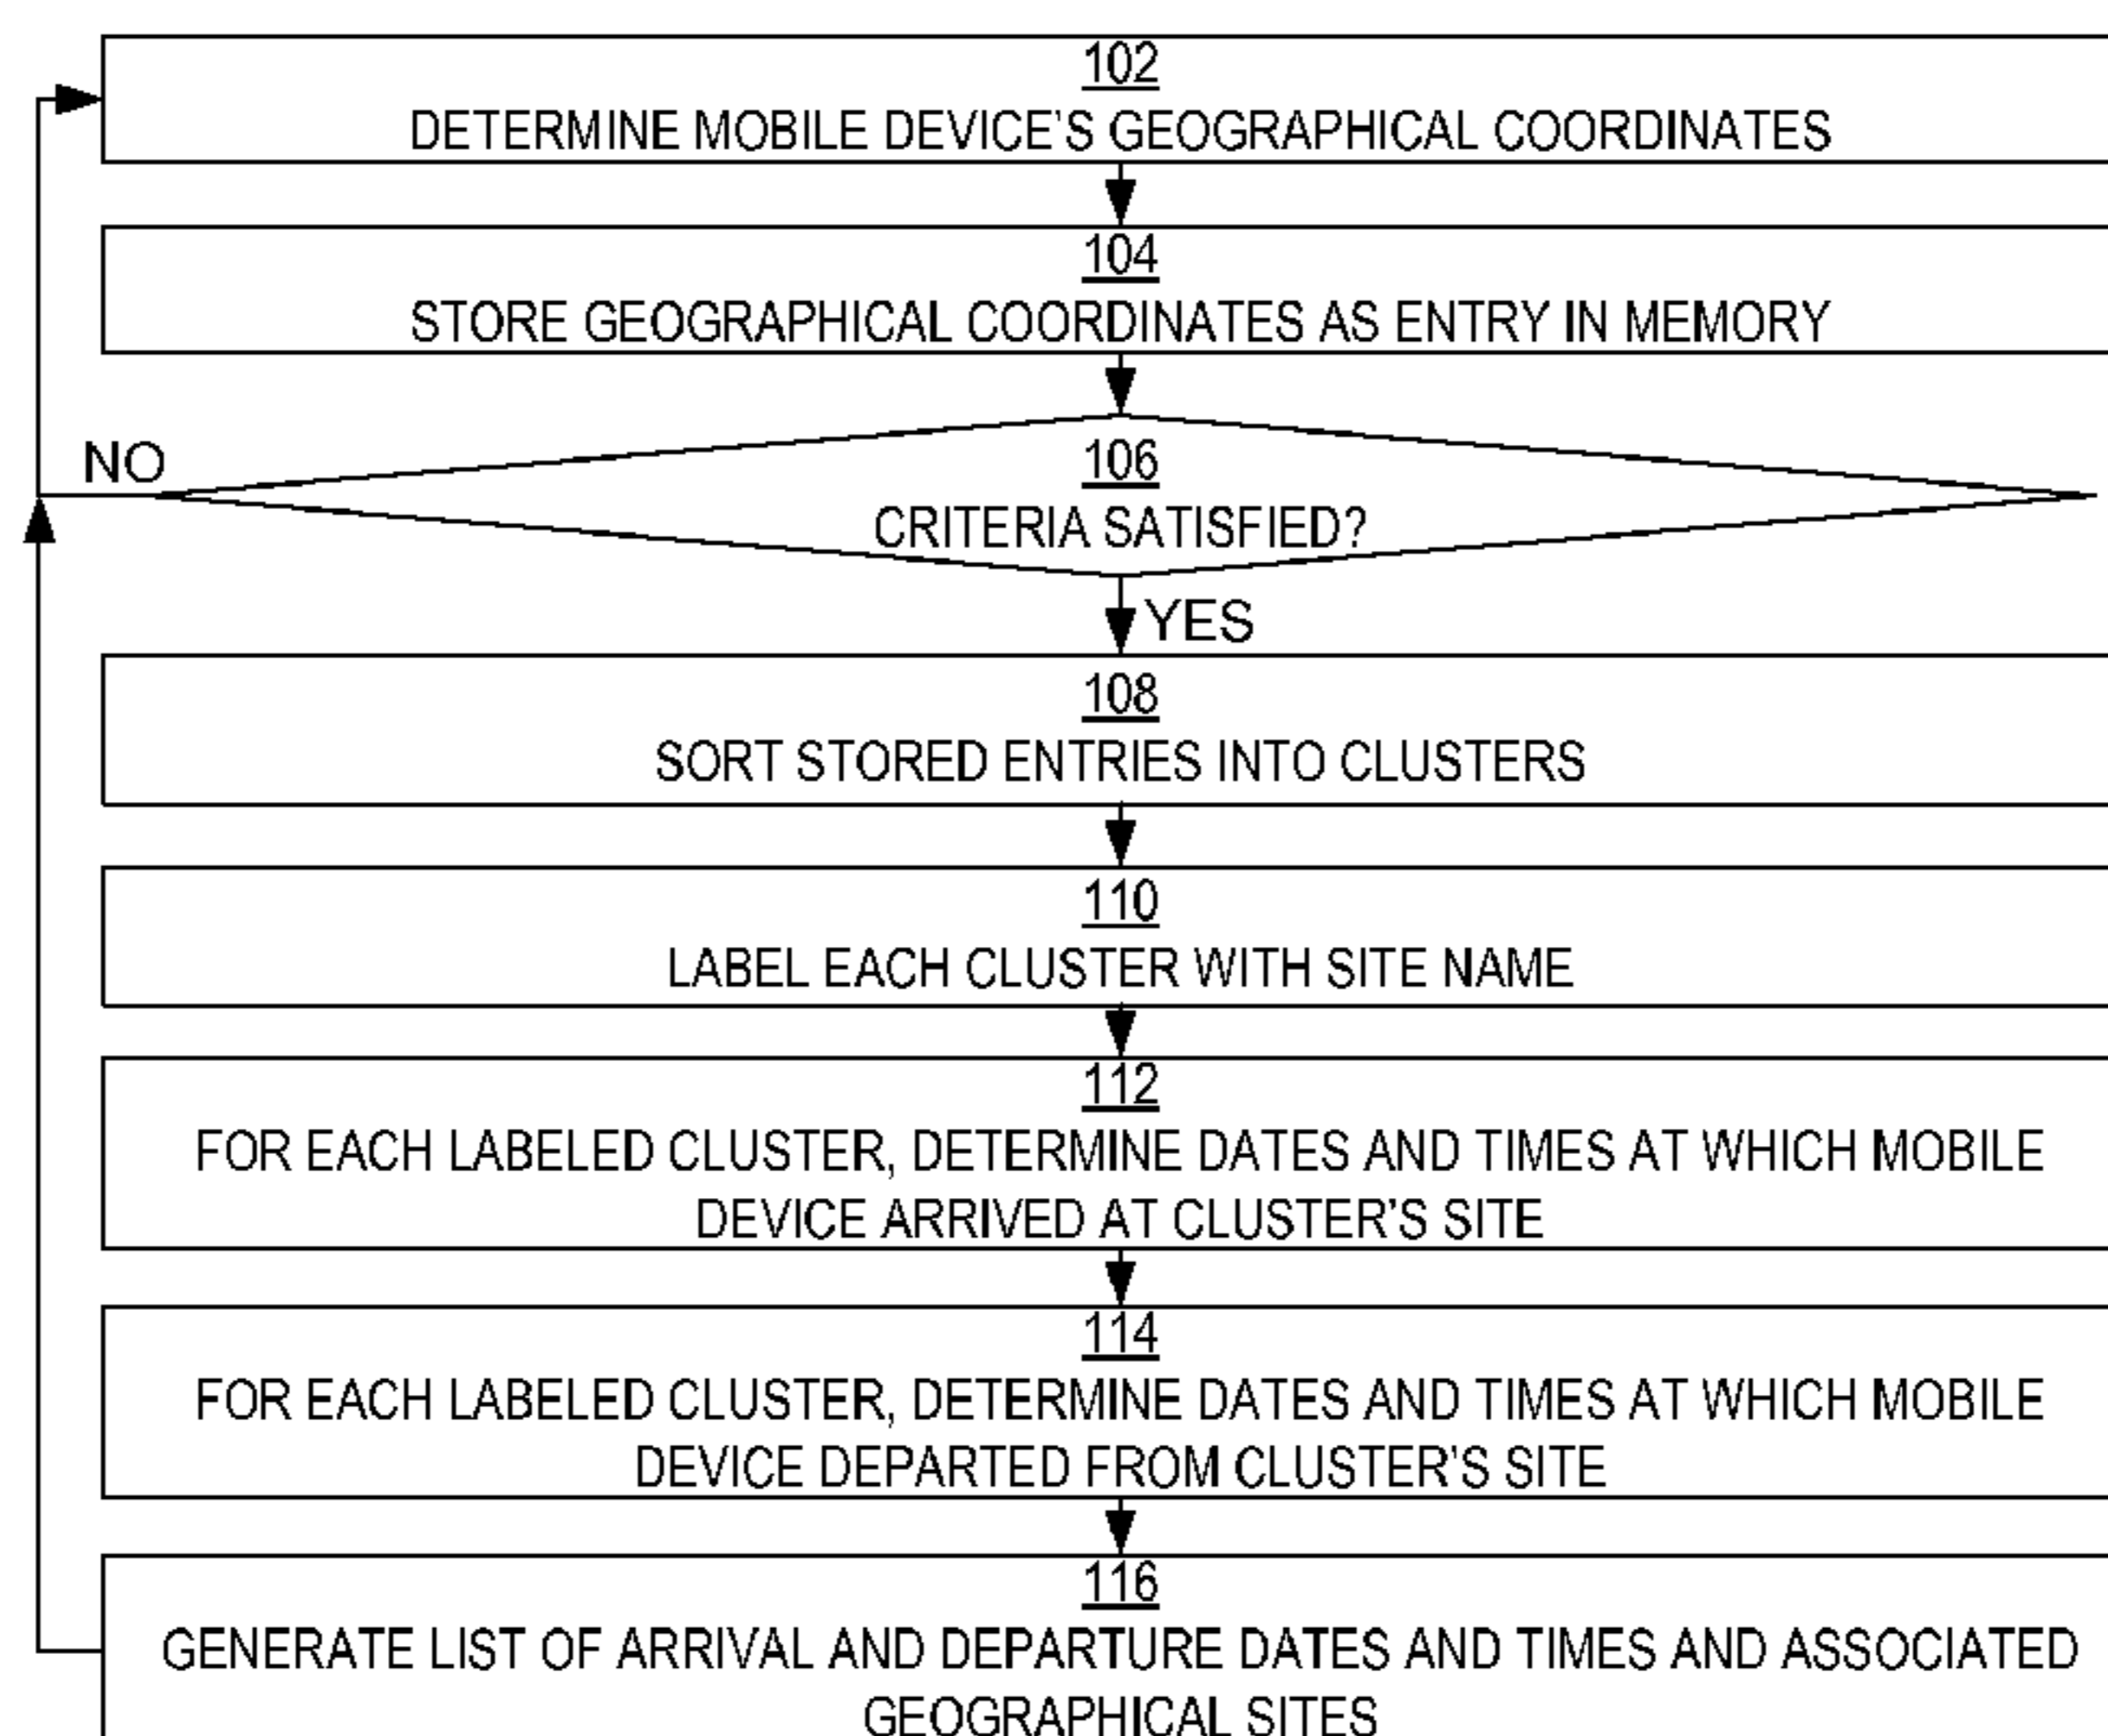 102
DETERMINE MOBILE DEVICE'S GEOGRAPHICAL COORDINATES
104
STORE GEOGRAPHICAL COORDINATES AS ENTRY IN MEMORY
NO
106
CRITERIA SATISFIED?
YES
108
SORT STORED ENTRIES INTO CLUSTERS
110
LABEL EACH CLUSTER WITH SITE NAME
112
FOR EACH LABELED CLUSTER, DETERMINE DATES AND TIMES AT WHICH MOBILE
DEVICE ARRIVED AT CLUSTER'S SITE
114
FOR EACH LABELED CLUSTER, DETERMINE DATES AND TIMES AT WHICH MOBILE
DEVICE DEPARTED FROM CLUSTER'S SITE
116
GENERATE LIST OF ARRIVAL AND DEPARTURE DATES AND TIMES AND ASSOCIATED
GEOGRAPHICAL SITES